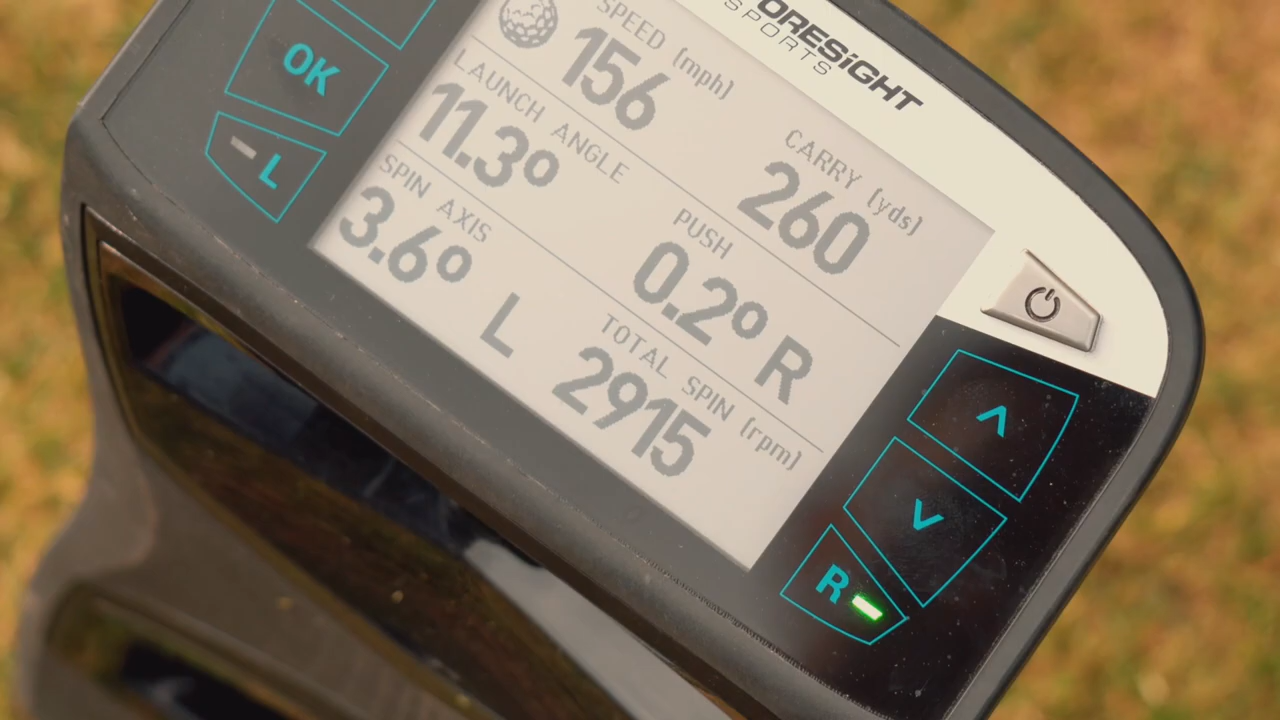 ORESiGHT
SPORTS
OK
L
SPEED (mph)
156
CARRY (yds)
260
LAUNCH ANGLE
11.3º
PUSH
0.2º R
SPIN AXIS
3.6º L
TOTAL SPIN (rpm)
2915
R